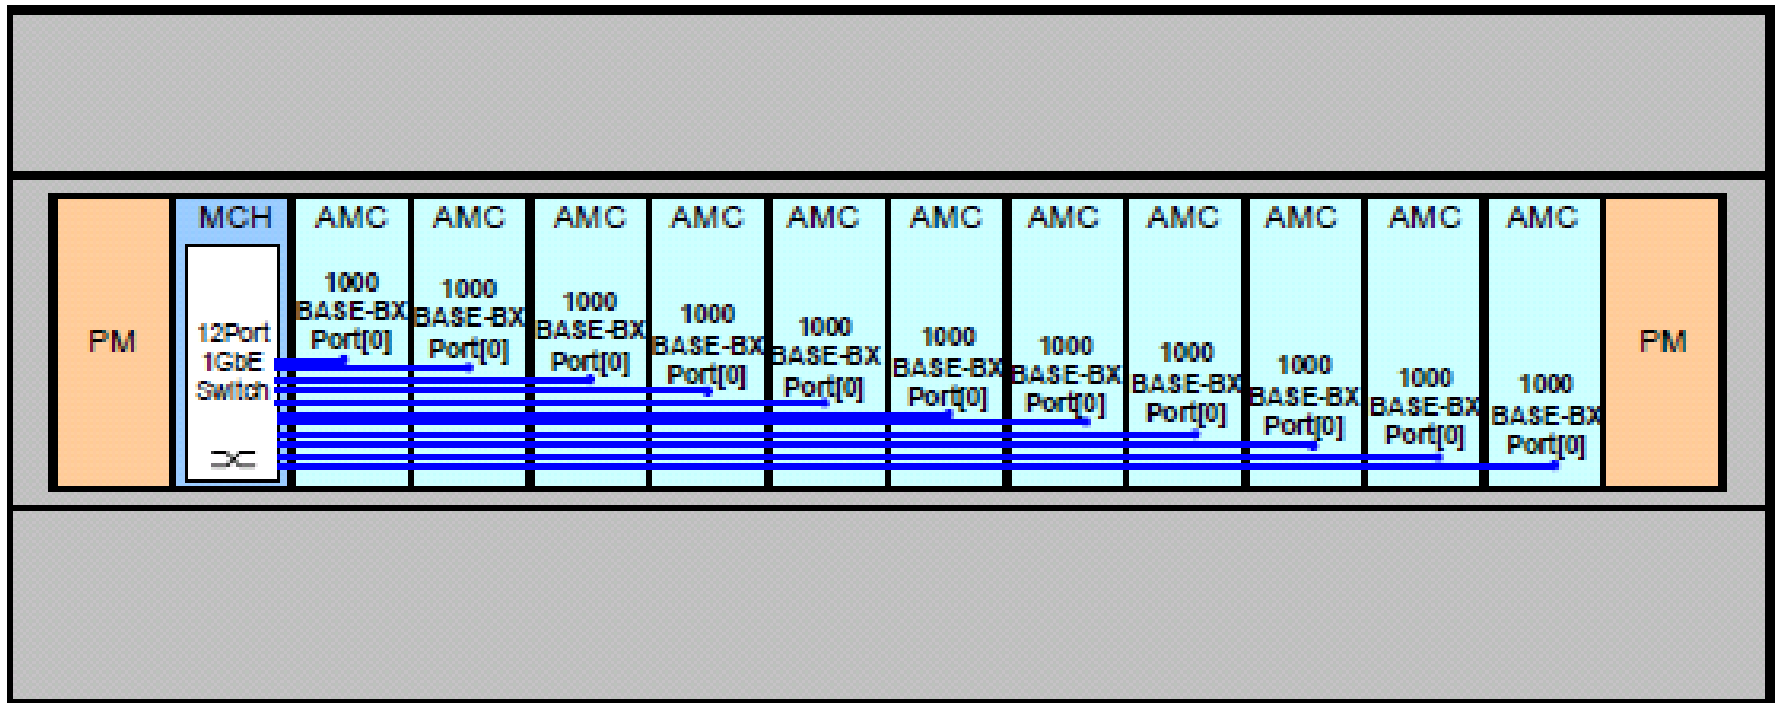 PM
MCH
12Port
1GbE
Switch
AMC
1000
BASE-BX
Port[0]
AMC
1000
BASE-BX
Port[0]
AMC
1000
BASE-BX
Port[0]
AMC
1000
BASE-BX
Port[0]
AMC
1000
BASE-BX
Port[0]
AMC
1000
BASE-BX
Port[0]
AMC
1000
BASE-BX
Port[0]
AMC
1000
BASE-BX
Port[0]
AMC
1000
BASE-BX
Port[0]
AMC
1000
BASE-BX
Port[0]
AMC
1000
BASE-BX
Port[0]
PM